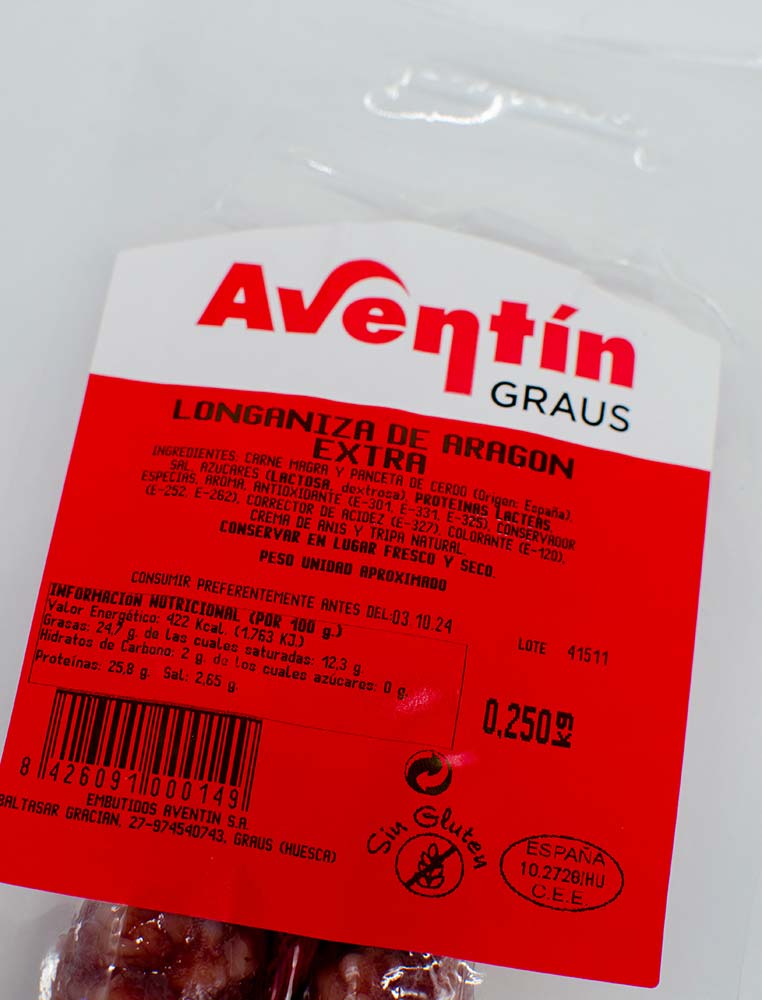 Aventín
GRAUS
LONGANIZA DE ARAGON
EXTRA
INGREDIENTES: CARNE MAGRA Y PANCETA DE CERDO (Origen: España),
SAL, AZUCARES (LACTOSA, dextrosa), PROTEINAS LACTEAS,
ESPECIAS, AROMA, ANTIOXIDANTE (E-301, E-331, E-325), CONSERVADOR
(E-252, E-262), CORRECTOR DE ACIDEZ (E-327), COLORANTE (E-120),
CREMA DE ANIS Y TRIPA NATURAL.
CONSERVAR EN LUGAR FRESCO Y SECO.
PESO UNIDAD APROXIMADO
CONSUMIR PREFERENTEMENTE ANTES DEL:03.10.24
LOTE 41511
INFORMACIÓN NUTRICIONAL (POR 100 g.)
Valor Energético: 422 Kcal. (1.763 KJ.)
Grasas: 24,7 g. de las cuales saturadas: 12,3 g.
Hidratos de Carbono: 2 g. de los cuales azúcares: 0 g.
Proteínas: 25,8 g. Sal: 2,65 g.
0,250 kg
8 426091 000149
EMBUTIDOS AVENTIN S.A.
BALTASAR GRACIAN, 27-974540743, GRAUS (HUESCA)
Sin Gluten
ESPAÑA
10.2728/HU
C.E.E.